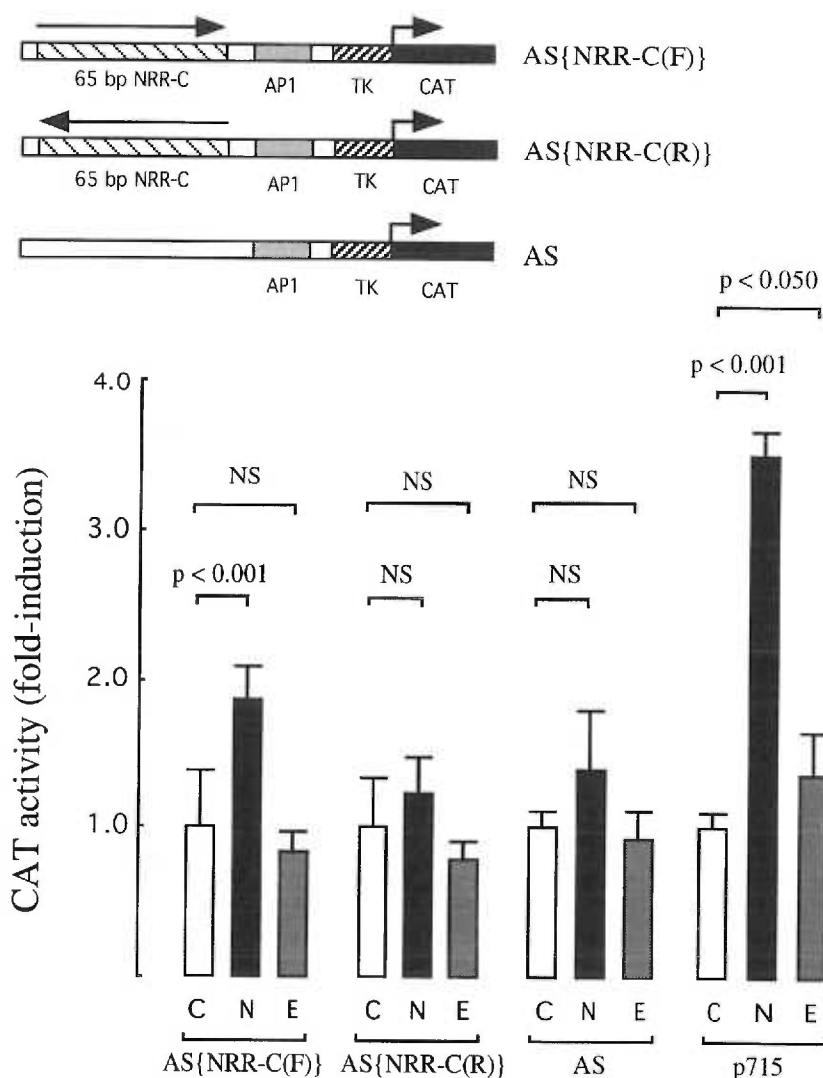 AS{NRR-C(F)}
65 bp NRR-C AP1 TK CAT
AS{NRR-C(R)}
65 bp NRR-C AP1 TK CAT
AS
AP1 TK CAT
p < 0.050
p < 0.001
CAT activity (fold-induction)
4.0
3.0
2.0
1.0
NS NS NS
p < 0.001 NS NS
C N E C N E C N E C N E
AS{NRR-C(F)} AS{NRR-C(R)} AS p715